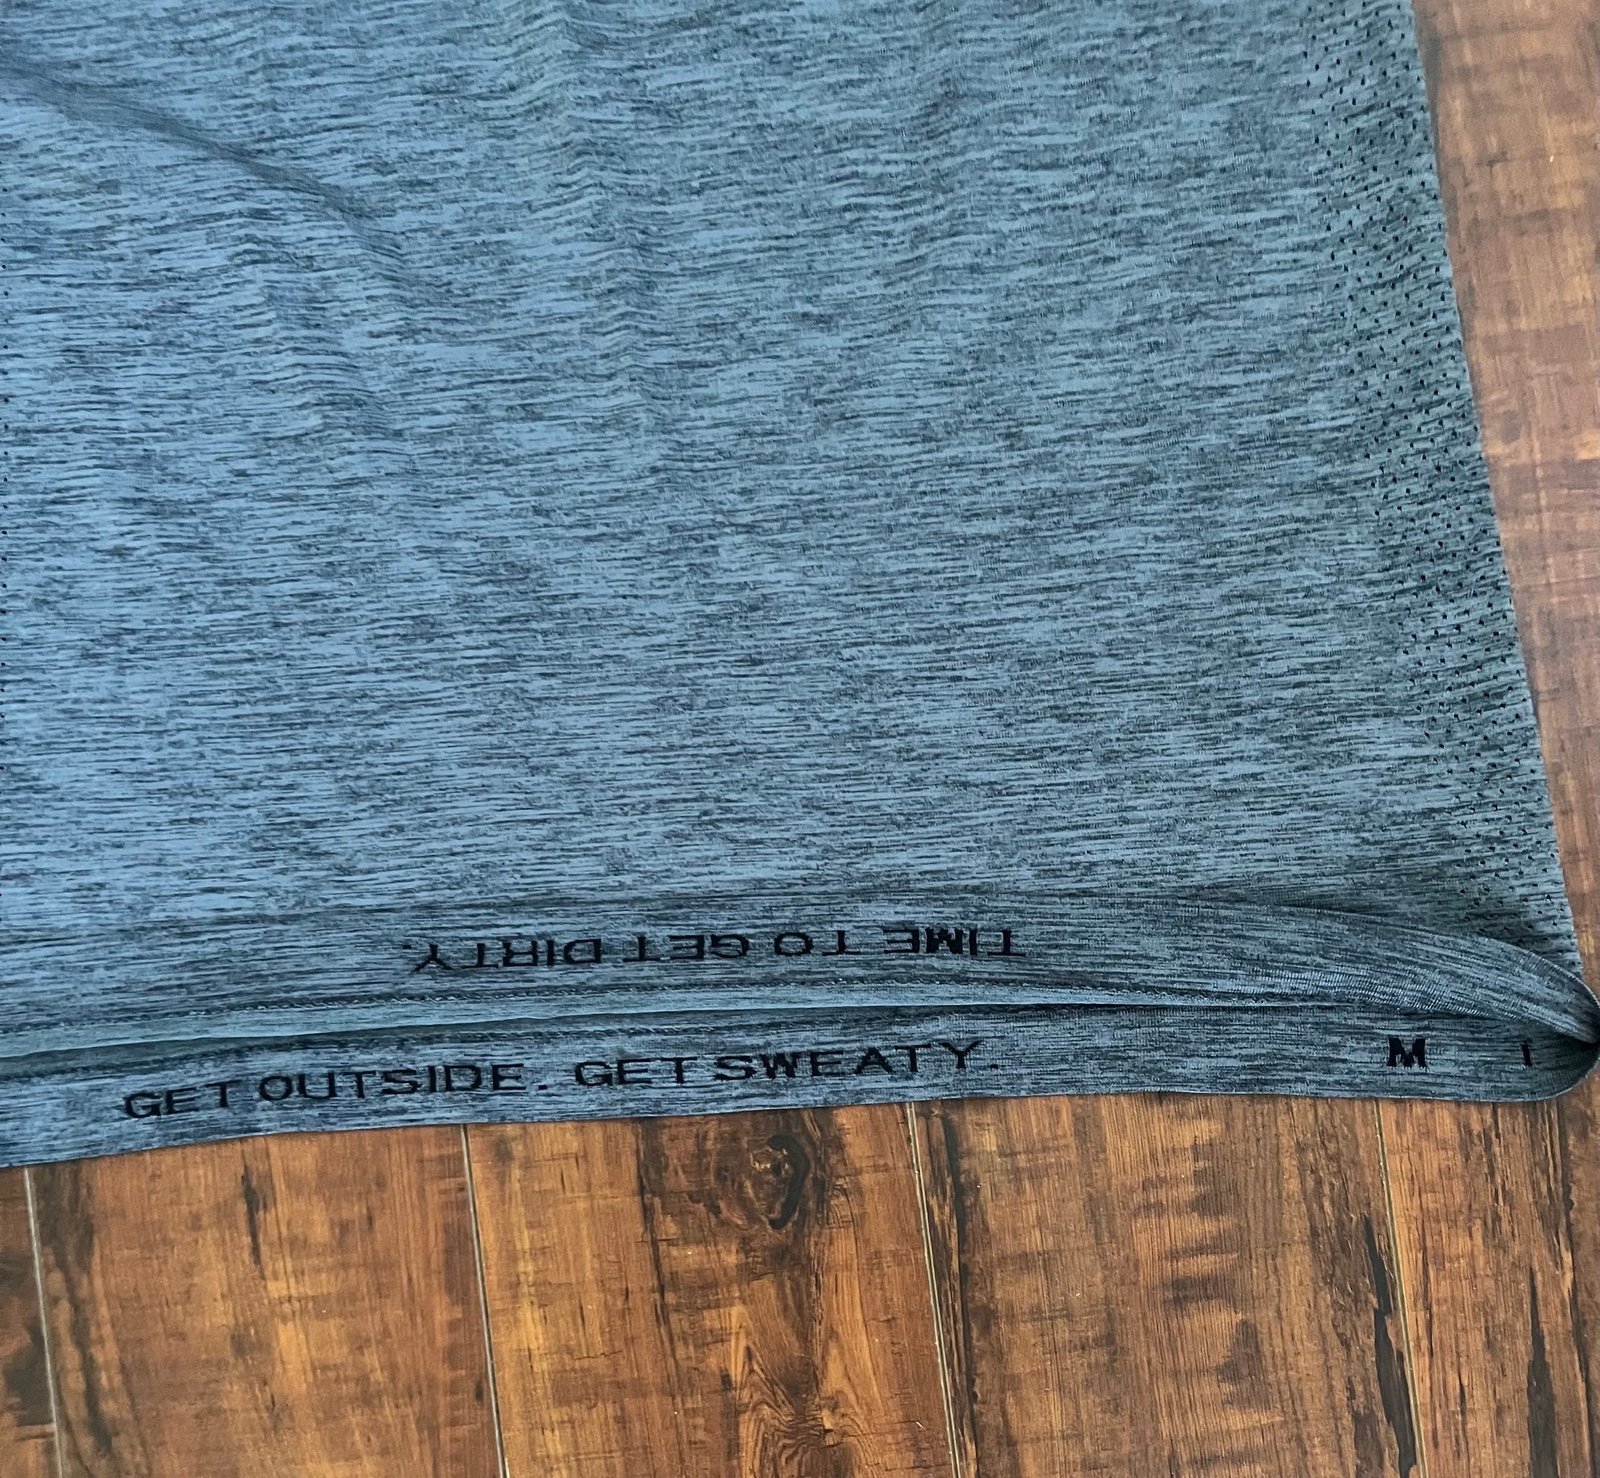 TIME TO GET DIRTY.
GET OUTSIDE. GET SWEATY.    M